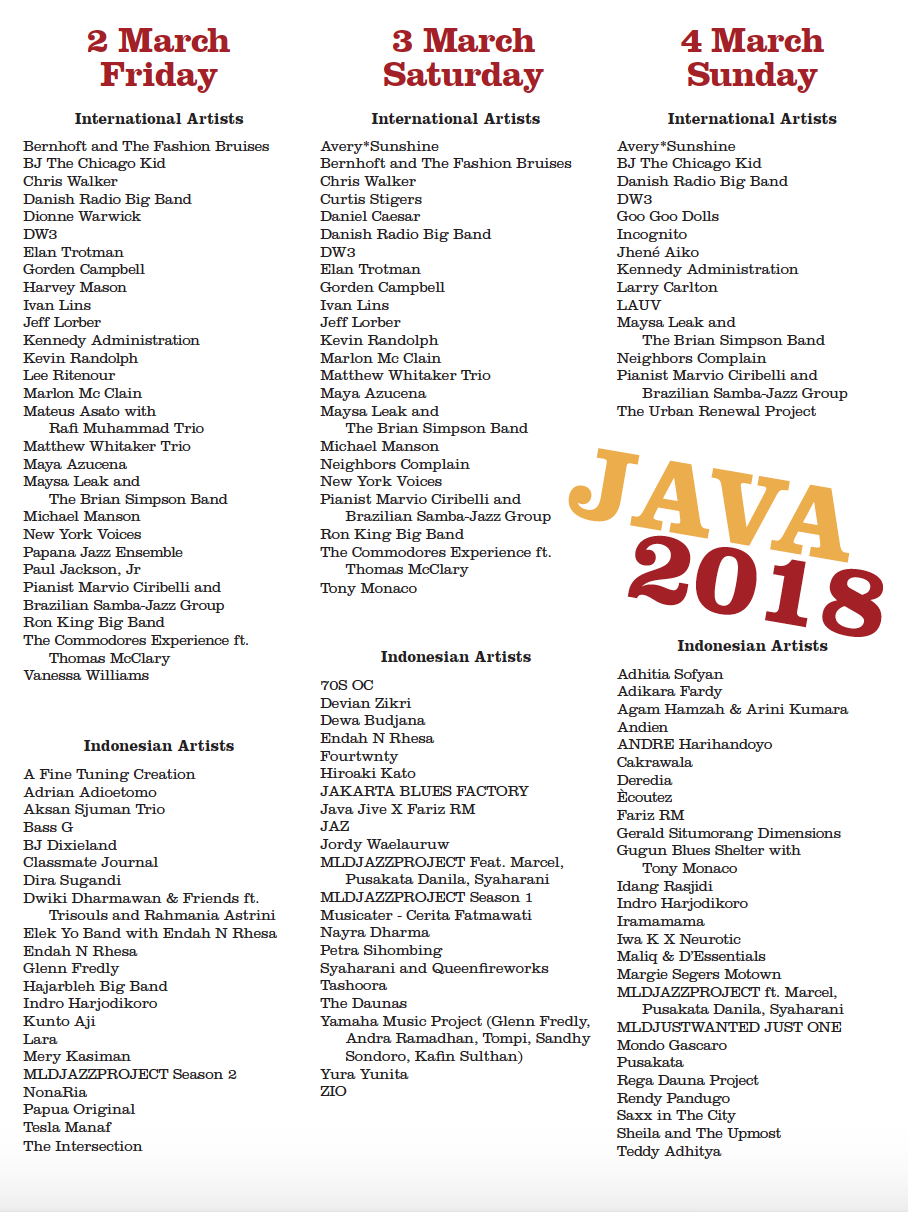 2 March
Friday
International Artists
Bernhoft and The Fashion Bruises
BJ The Chicago Kid
Chris Walker
Danish Radio Big Band
Dionne Warwick
DW3
Elan Trotman
Gorden Campbell
Harvey Mason
Ivan Lins
Jeff Lorber
Kennedy Administration
Kevin Randolph
Lee Ritenour
Marlon Mc Clain
Mateus Asato with
Rafi Muhammad Trio
Matthew Whitaker Trio
Maya Azucena
Maysa Leak and
The Brian Simpson Band
Michael Manson
New York Voices
Papana Jazz Ensemble
Paul Jackson, Jr
Pianist Marvio Ciribelli and
Brazilian Samba-Jazz Group
Ron King Big Band
The Commodores Experience ft.
Thomas McClary
Vanessa Williams
Indonesian Artists
A Fine Tuning Creation
Adrian Adioetomo
Aksan Sjuman Trio
Bass G
BJ Dixieland
Classmate Journal
Dira Sugandi
Dwiki Dharmawan & Friends ft.
Trisouls and Rahmania Astrini
Elek Yo Band with Endah N Rhesa
Endah N Rhesa
Glenn Fredly
Hajarbleh Big Band
Indro Harjodikoro
Kunto Aji
Lara
Mery Kasiman
MLDJAZZPROJECT Season 2
NonaRia
Papua Original
Tesla Manaf
The Intersection
3 March
Saturday
International Artists
Avery*Sunshine
Bernhoft and The Fashion Bruises
Chris Walker
Curtis Stigers
Daniel Caesar
Danish Radio Big Band
DW3
Elan Trotman
Gorden Campbell
Ivan Lins
Jeff Lorber
Kevin Randolph
Marlon Mc Clain
Matthew Whitaker Trio
Maya Azucena
Maysa Leak and
The Brian Simpson Band
Michael Manson
Neighbors Complain
New York Voices
Pianist Marvio Ciribelli and
Brazilian Samba-Jazz Group
Ron King Big Band
The Commodores Experience ft.
Thomas McClary
Tony Monaco
Indonesian Artists
70S OC
Devian Zikri
Dewa Budjana
Endah N Rhesa
Fourtwnty
Hiroaki Kato
JAKARTA BLUES FACTORY
Java Jive X Fariz RM
JAZ
Jordy Waelauruw
MLDJAZZPROJECT Feat. Marcel,
Pusakata Danila, Syaharani
MLDJAZZPROJECT Season 1
Musicater - Cerita Fatmawati
Nayra Dharma
Petra Sihombing
Syaharani and Queenfireworks
Tashoora
The Daunas
Yamaha Music Project (Glenn Fredly,
Andra Ramadhan, Tompi, Sandhy
Sondoro, Kafin Sulthan)
Yura Yunita
ZIO
4 March
Sunday
International Artists
Avery*Sunshine
BJ The Chicago Kid
Danish Radio Big Band
DW3
Goo Goo Dolls
Incognito
Jhené Aiko
Kennedy Administration
Larry Carlton
LAUV
Maysa Leak and
The Brian Simpson Band
Neighbors Complain
Pianist Marvio Ciribelli and
Brazilian Samba-Jazz Group
The Urban Renewal Project
JAVA
2018
Indonesian Artists
Adhitia Sofyan
Adikara Fardy
Agam Hamzah & Arini Kumara
Andien
ANDRE Harihandoyo
Cakrawala
Deredia
Ècoutez
Fariz RM
Gerald Situmorang Dimensions
Gugun Blues Shelter with
Tony Monaco
Idang Rasjidi
Indro Harjodikoro
Iramamama
Iwa K X Neurotic
Maliq & D'Essentials
Margie Segers Motown
MLDJAZZPROJECT ft. Marcel,
Pusakata Danila, Syaharani
MLDJUSTWANTED JUST ONE
Mondo Gascaro
Pusakata
Rega Dauna Project
Rendy Pandugo
Saxx in The City
Sheila and The Upmost
Teddy Adhitya